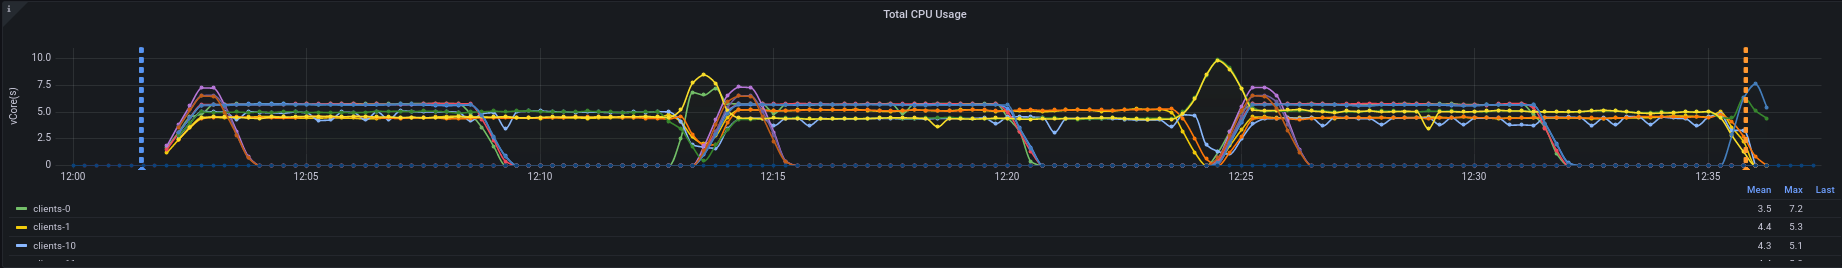 Total CPU Usage
vCore(s)
10.0
7.5
5.0
2.5
0
12:00 12:05 12:10 12:15 12:20 12:25 12:30 12:35
Mean Max Last
clients-0 3.5 7.2
clients-1 4.4 5.3
clients-10 4.3 5.1